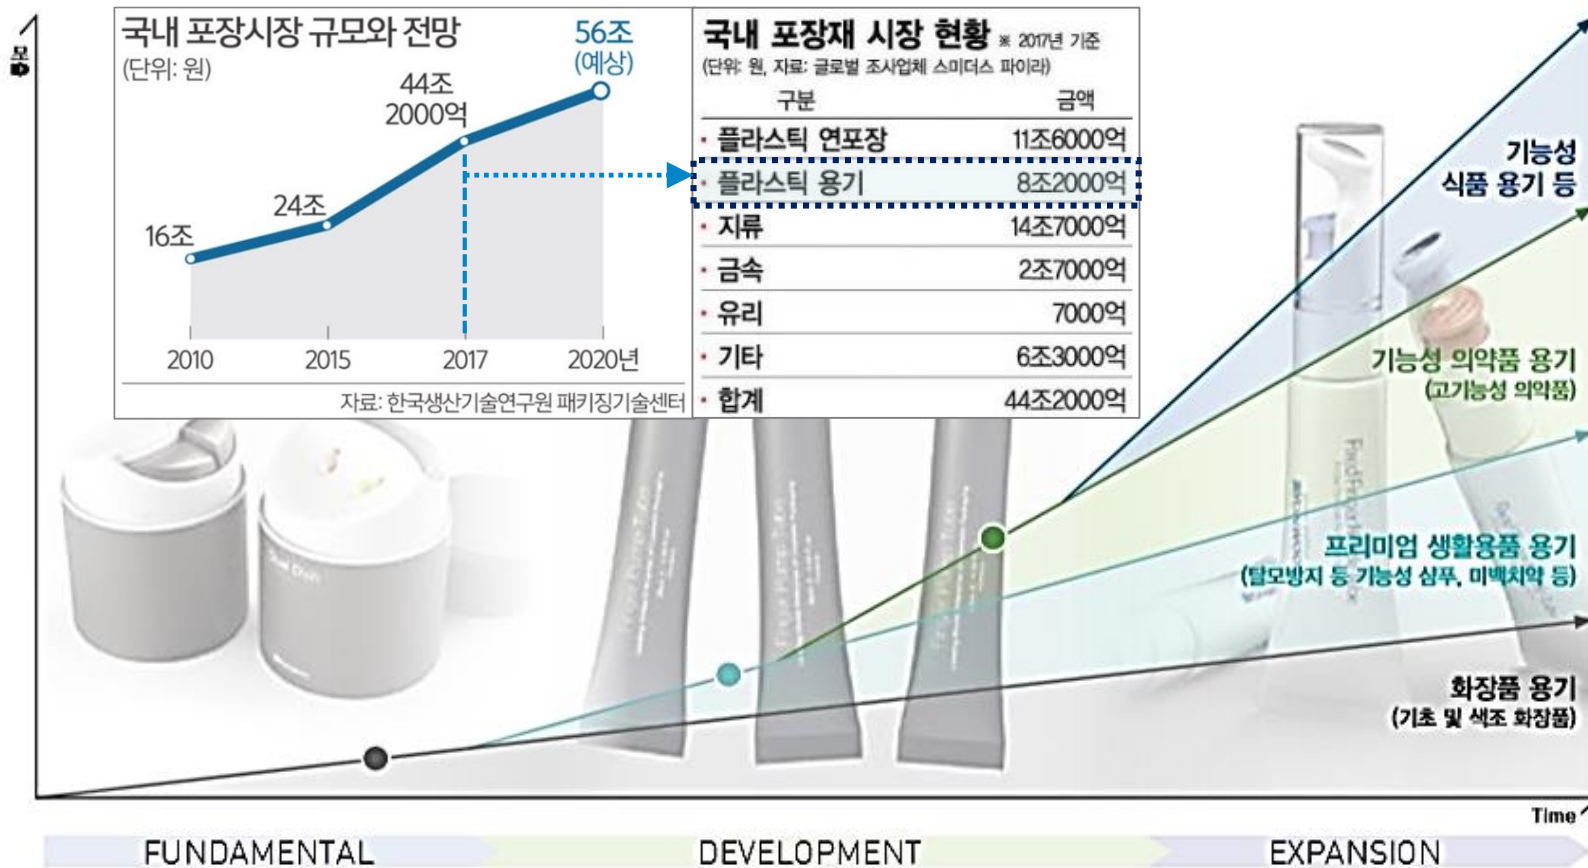 규모
국내 포장시장 규모와 전망
(단위: 원)
56조
(예상)
44조
2000억
24조
16조
2010 2015 2017 2020년
자료: 한국생산기술연구원 패키징기술센터
국내 포장재 시장 현황 ※ 2017년 기준
(단위: 원, 자료: 글로벌 조사업체 스미더스 파이라)
구분 금액
· 플라스틱 연포장 11조6000억
· 플라스틱 용기 8조2000억
· 지류 14조7000억
· 금속 2조7000억
· 유리 7000억
· 기타 6조3000억
· 합계 44조2000억
기능성
식품 용기 등
기능성 의약품 용기
(고기능성 의약품)
프리미엄 생활용품 용기
(탈모방지 등 기능성 샴푸, 미백치약 등)
화장품 용기
(기초 및 색조 화장품)
Time
FUNDAMENTAL DEVELOPMENT EXPANSION